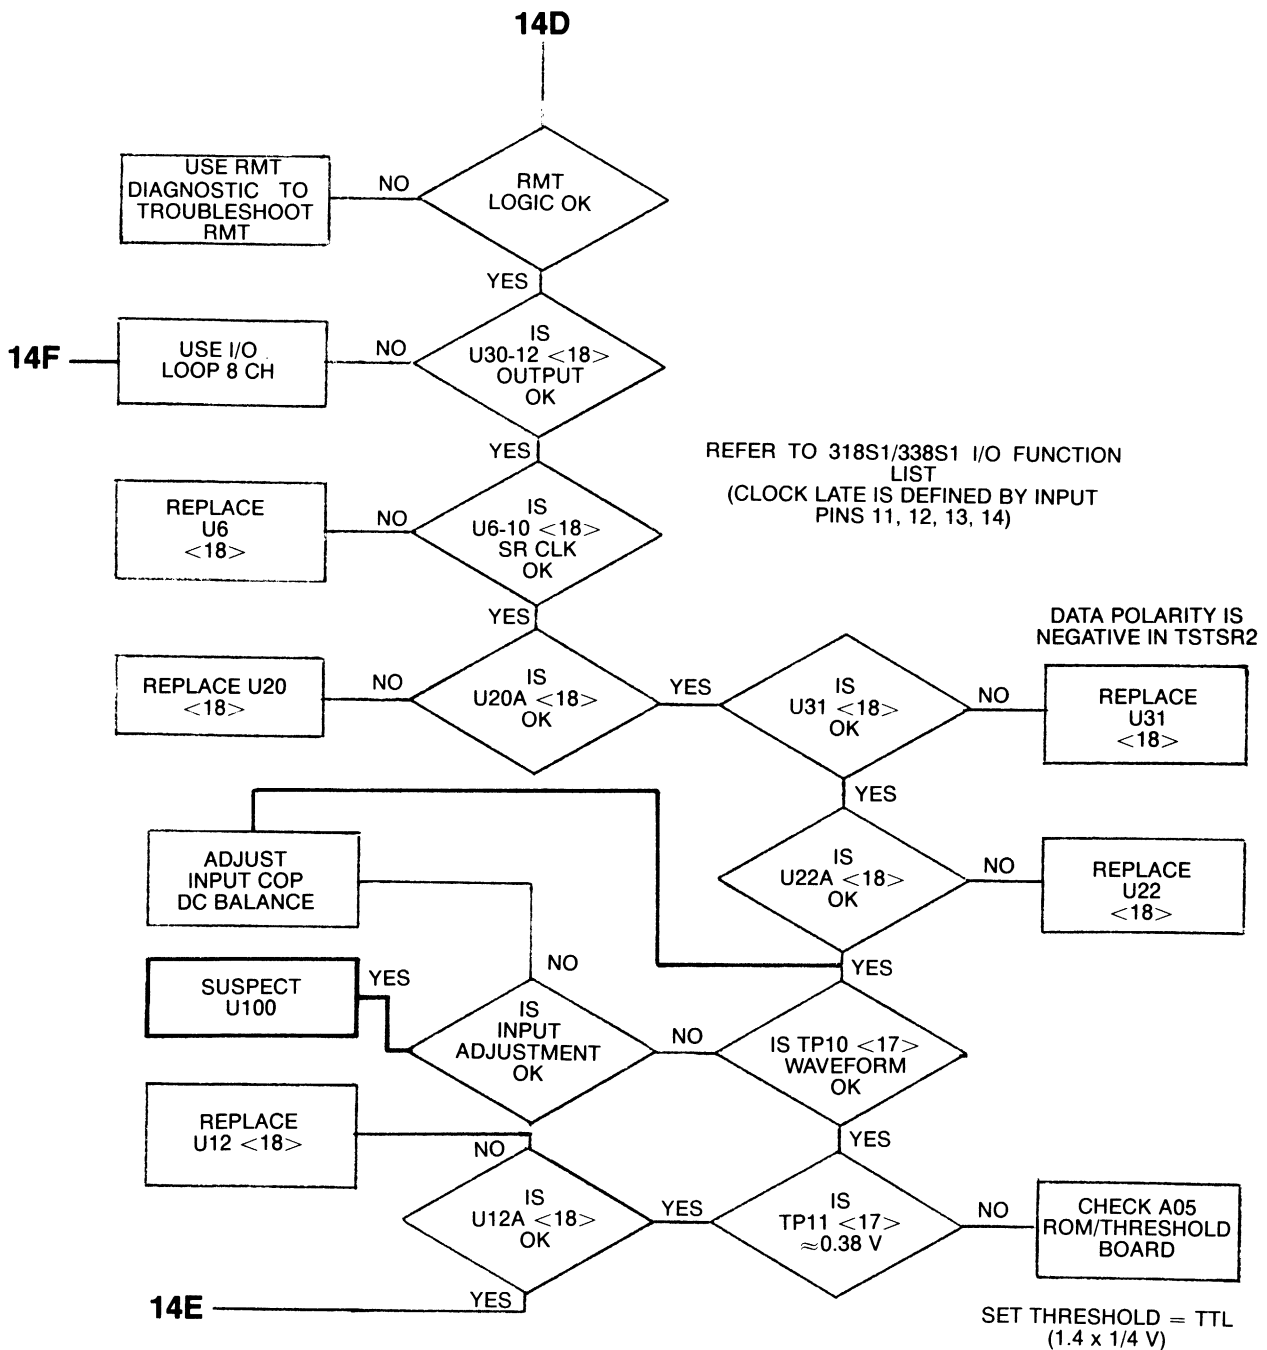 14D
USE RMT
DIAGNOSTIC TO
TROUBLESHOOT
RMT
NO
RMT
LOGIC OK
YES
14F
USE I/O
LOOP 8 CH
NO
IS
U30-12 <18>
OUTPUT
OK
YES
REFER TO 318S1/338S1 I/O FUNCTION
LIST
(CLOCK LATE IS DEFINED BY INPUT
PINS 11, 12, 13, 14)
REPLACE
U6
<18>
NO
IS
U6-10 <18>
SR CLK
OK
YES
DATA POLARITY IS
NEGATIVE IN TSTSR2
REPLACE U20
<18>
NO
IS
U20A <18>
OK
YES
IS
U31 <18>
OK
NO
REPLACE
U31
<18>
YES
ADJUST
INPUT COP
DC BALANCE
IS
U22A <18>
OK
NO
REPLACE
U22
<18>
NO
YES
SUSPECT
U100
YES
IS
INPUT
ADJUSTMENT
OK
NO
IS TP10 <17>
WAVEFORM
OK
YES
REPLACE
U12 <18>
NO
IS
U12A <18>
OK
YES
IS
TP11 <17>
≈0.38 V
NO
CHECK A05
ROM/THRESHOLD
BOARD
14E
YES
SET THRESHOLD = TTL
(1.4 x 1/4 V)